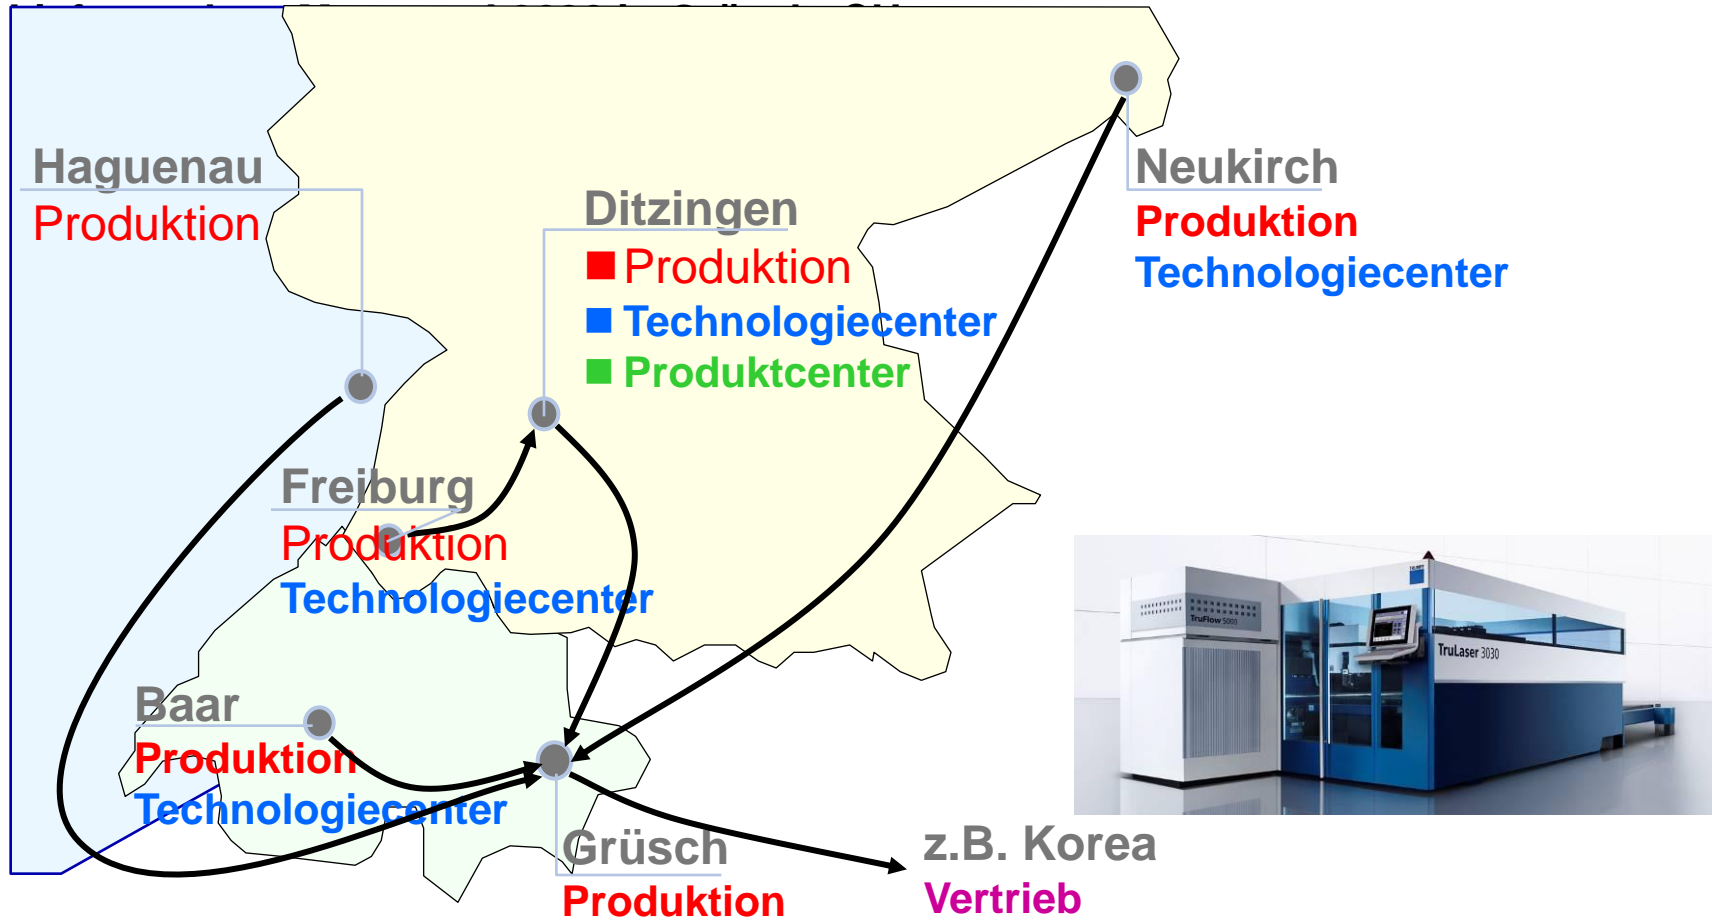 Haguenau
Produktion
Ditzingen
Produktion
Technologiecenter
Produktcenter
Neukirch
Produktion
Technologiecenter
Freiburg
Produktion
Technologiecenter
Baar
Produktion
Technologiecenter
Grüsch
Produktion
z.B. Korea
Vertrieb
TruFlow 5000
TruLaser 3030